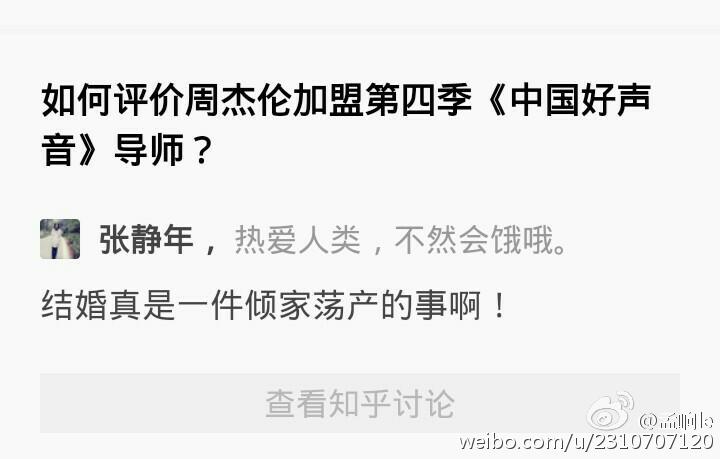 如何评价周杰伦加盟第四季《中国好声
音》导师？
张静年，热爱人类，不然会饿哦。
结婚真是一件倾家荡产的事啊！
查看知乎讨论
weibo.com/u/2310707120